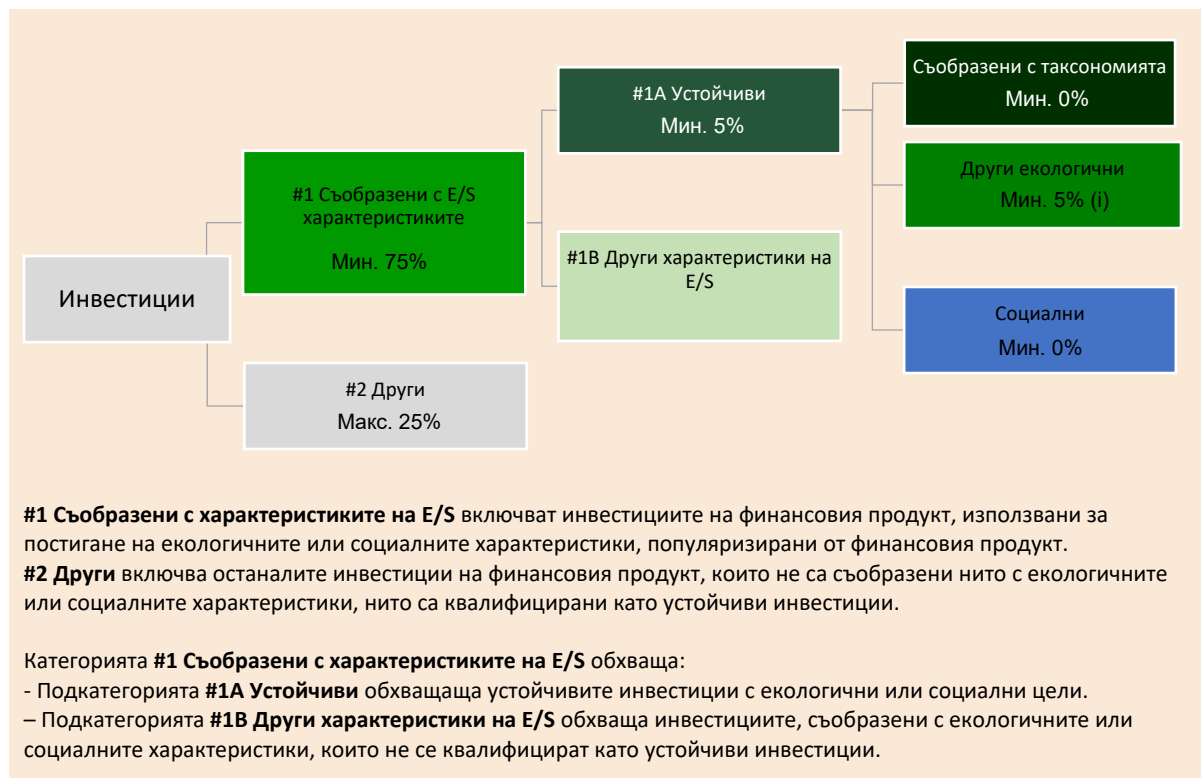 Инвестиции
#1 Съобразени с E/S
характеристиките
Мин. 75%
#2 Други
Макс. 25%
#1A Устойчиви
Мин. 5%
#1B Други характеристики на
E/S
Съобразени с таксономията
Мин. 0%
Други екологични
Мин. 5% (i)
Социални
Мин. 0%
#1 Съобразени с характеристиките на E/S включват инвестициите на финансовия продукт, използвани за
постигане на екологичните или социалните характеристики, популяризирани от финансовия продукт.
#2 Други включва останалите инвестиции на финансовия продукт, които не са съобразени нито с екологичните
или социалните характеристики, нито са квалифицирани като устойчиви инвестиции.
Категорията #1 Съобразени с характеристиките на E/S обхваща:
- Подкатегорията #1A Устойчиви обхващаща устойчивите инвестиции с екологични или социални цели.
– Подкатегорията #1B Други характеристики на E/S обхваща инвестициите, съобразени с екологичните или
социалните характеристики, които не се квалифицират като устойчиви инвестиции.